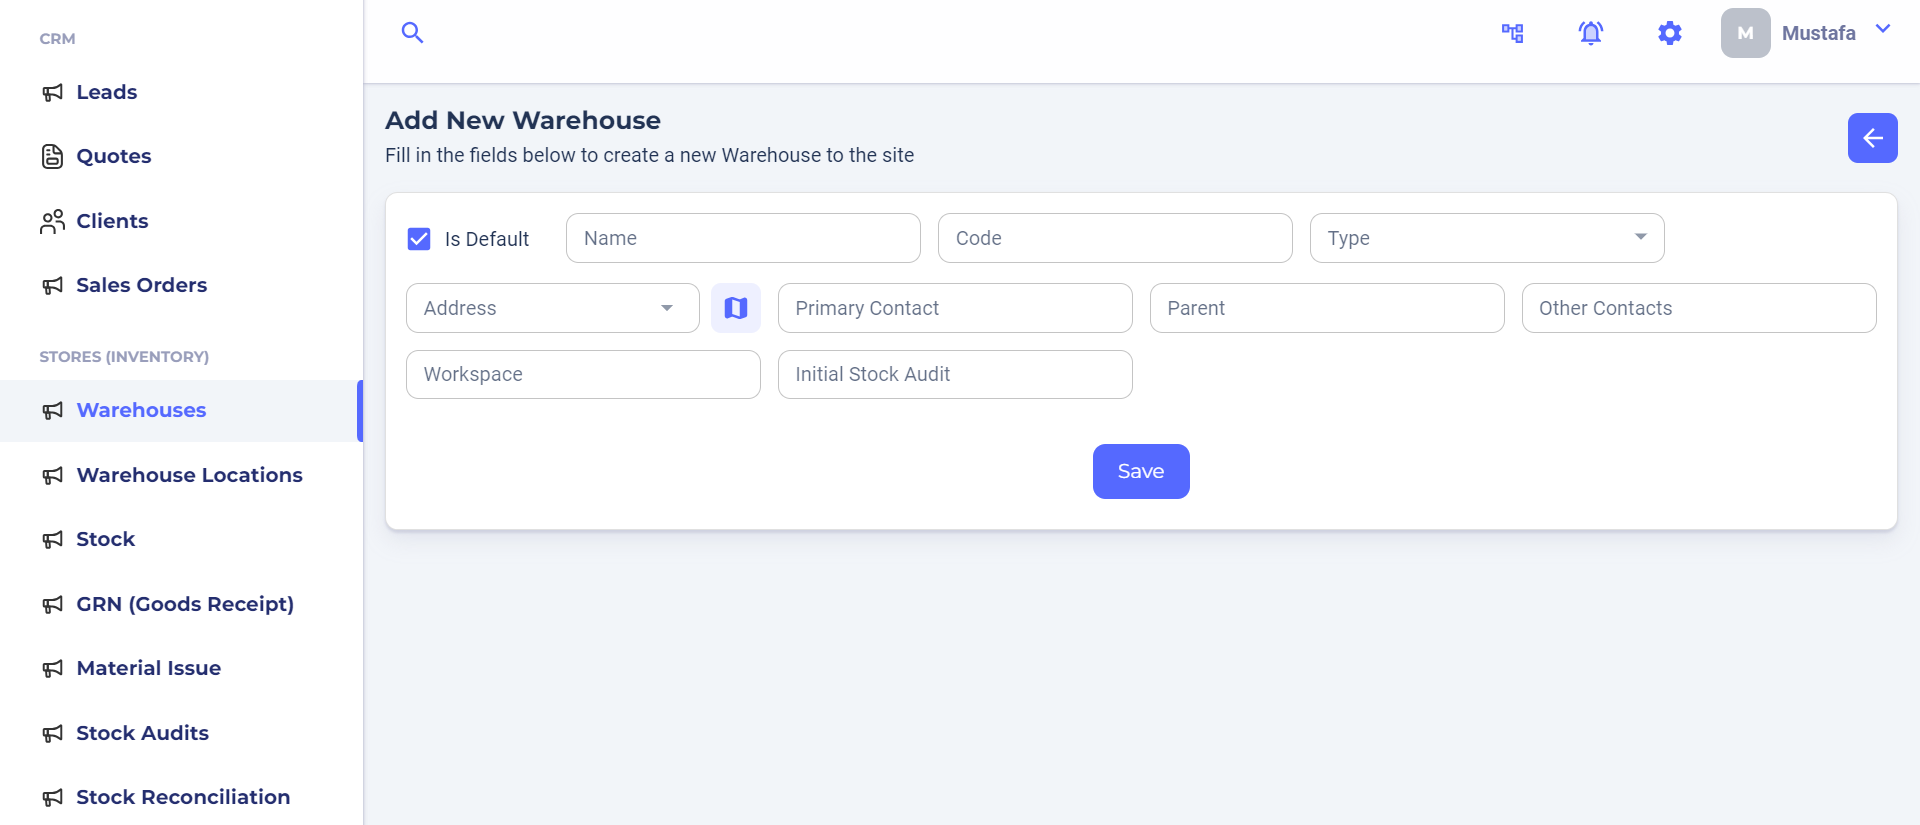 CRM
Leads
Quotes
Clients
Sales Orders
STORES (INVENTORY)
Warehouses
Warehouse Locations
Stock
GRN (Goods Receipt)
Material Issue
Stock Audits
Stock Reconciliation
M Mustafa
Add New Warehouse
Fill in the fields below to create a new Warehouse to the site
Is Default Name Code Type
Address Primary Contact Parent Other Contacts
Workspace Initial Stock Audit
Save